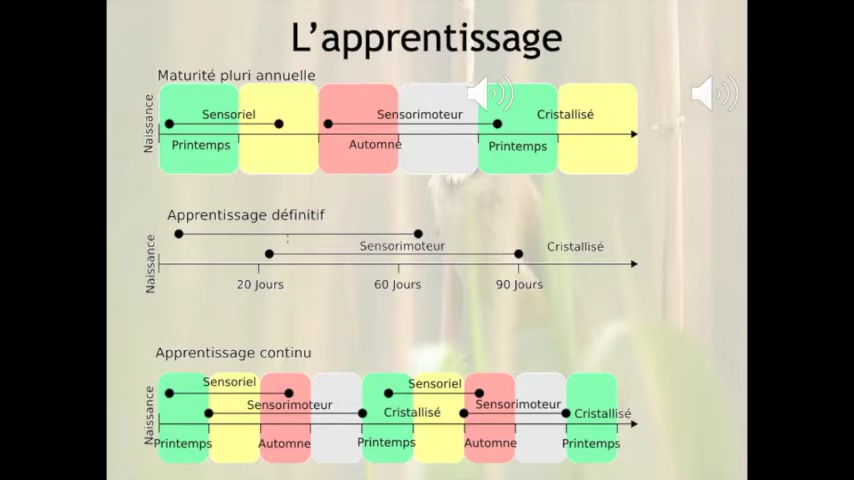 L'apprentissage
Maturité pluri annuelle
Naissance
Sensoriel
Sensorimoteur
Cristallisé
Printemps
Automne
Printemps
Apprentissage définitif
Naissance
Sensorimoteur
Cristallisé
20 Jours
60 Jours
90 Jours
Apprentissage continu
Naissance
Sensoriel
Sensoriel
Sensorimoteur
Cristallisé
Sensorimoteur
Cristallisé
Printemps
Automne
Printemps
Automne
Printemps